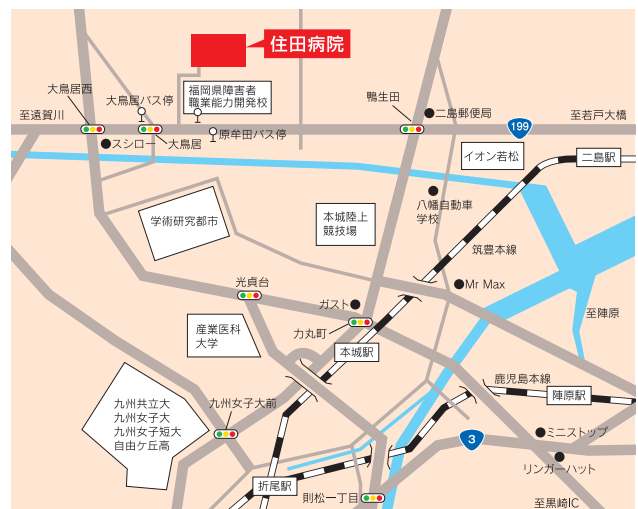 住田病院
福岡県障害者
職業能力開発校
大鳥居西
大鳥居バス停
鴨生田
二島郵便局
至遠賀川
至若戸大橋
199
スシロー
大鳥居
原牟田バス停
イオン若松
二島駅
八幡自動車
学校
学術研究都市
本城陸上
競技場
筑豊本線
光貞台
Mr Max
ガスト
至陣原
力丸町
産業医科
大学
本城駅
鹿児島本線
陣原駅
九州共立大
九州女子大
九州女子短大
自由ケ丘高
九州女子大前
3
ミニストップ
リンガーハット
折尾駅
則松一丁目
至黒崎IC